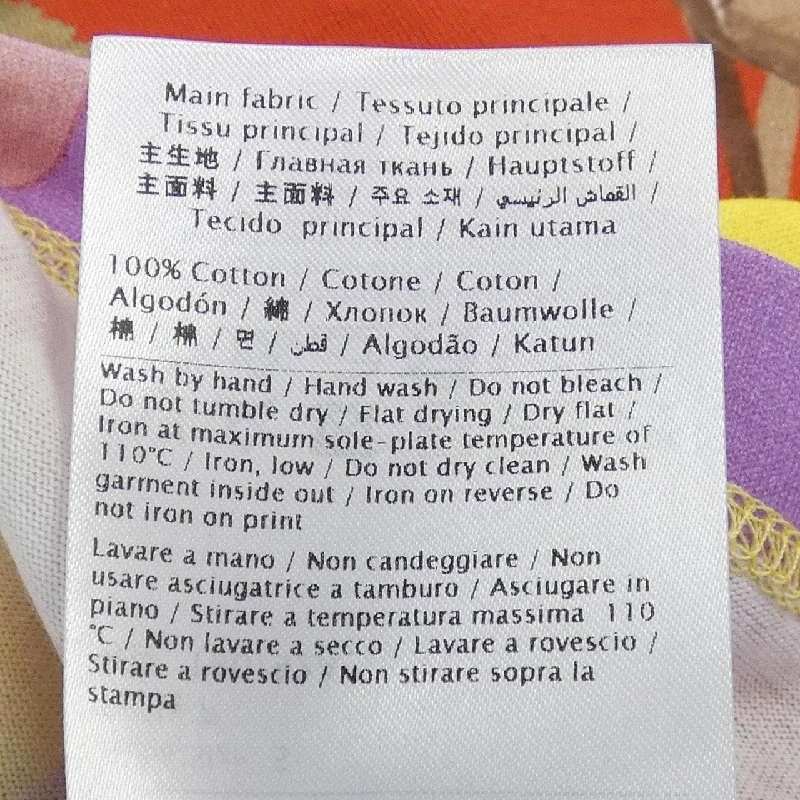 Main fabric / Tessuto principale /
Tissu principal / Tejido principal /
主生地 / Главная ткань / Hauptstoff /
主面料 / 主面料 / 주요 소재 / القماش الرئيسي /
Tecido principal / Kain utama
100% Cotton / Cotone / Coton /
Algodón / 綿 / Хлопок / Baumwolle /
棉 / 棉 / 면 / قطن / Algodão / Katun
Wash by hand / Hand wash / Do not bleach /
Do not tumble dry / Flat drying / Dry flat /
Iron at maximum sole-plate temperature of
110°C / Iron, low / Do not dry clean / Wash
garment inside out / Iron on reverse / Do
not iron on print
Lavare a mano / Non candeggiare / Non
usare asciugatrice a tamburo / Asciugare in
piano / Stirare a temperatura massima 110
°C / Non lavare a secco / Lavare a rovescio /
Stirare a rovescio / Non stirare sopra la
stampa